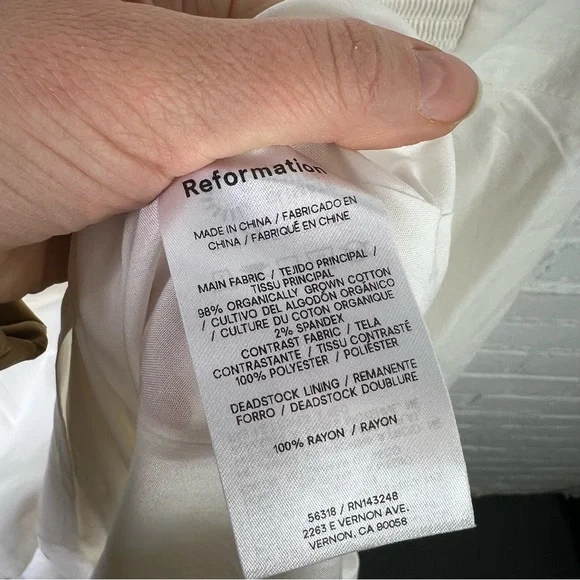 Reformation
MADE IN CHINA / FABRICADO EN
CHINA / FABRIQUÉ EN CHINE
MAIN FABRIC / TEJIDO PRINCIPAL /
TISSU PRINCIPAL
98% ORGANICALLY GROWN COTTON
/ CULTIVO DEL ALGODÓN ORGÁNICO
/ CULTURE DU COTON ORGANIQUE
2% SPANDEX
CONTRAST FABRIC / TELA
CONTRASTANTE / TISSU CONTRASTÉ
100% POLYESTER / POLIÉSTER
DEADSTOCK LINING / REMANENTE
FORRO / DEADSTOCK DOUBLURE
100% RAYON / RAYON
56318 / RN143248
2263 E VERNON AVE.
VERNON, CA 90058